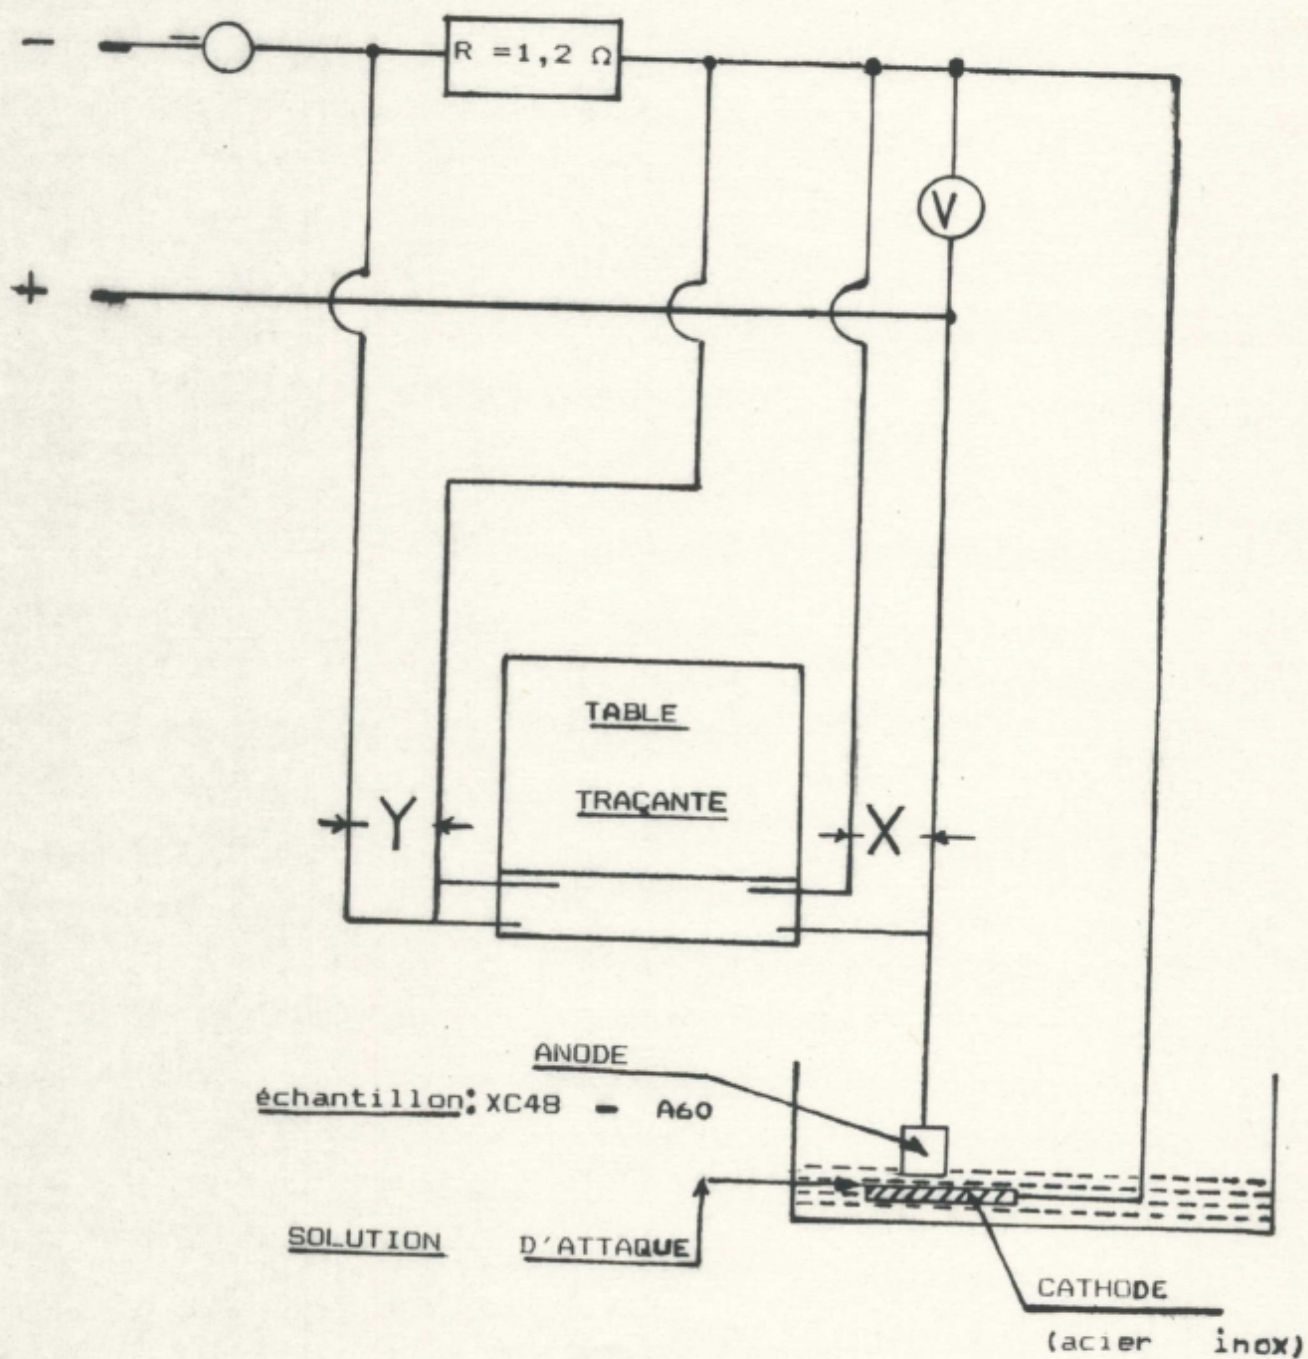 −
R =1,2 Ω
V
+
TABLE
TRAÇANTE
Y
X
ANODE
échantillon: XC48 - A60
SOLUTION D'ATTAQUE
CATHODE
(acier inox)